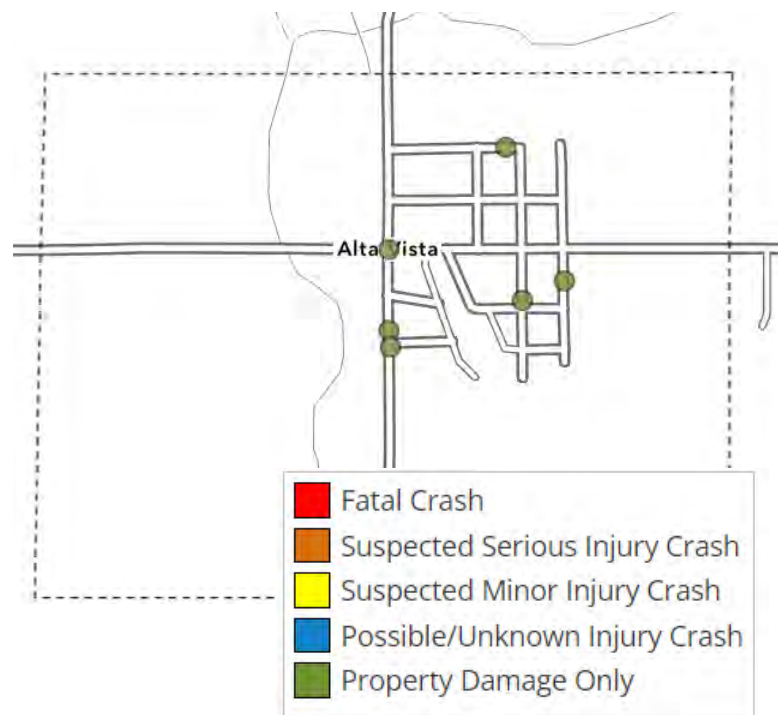 Alta Vista
Fatal Crash
Suspected Serious Injury Crash
Suspected Minor Injury Crash
Possible/Unknown Injury Crash
Property Damage Only